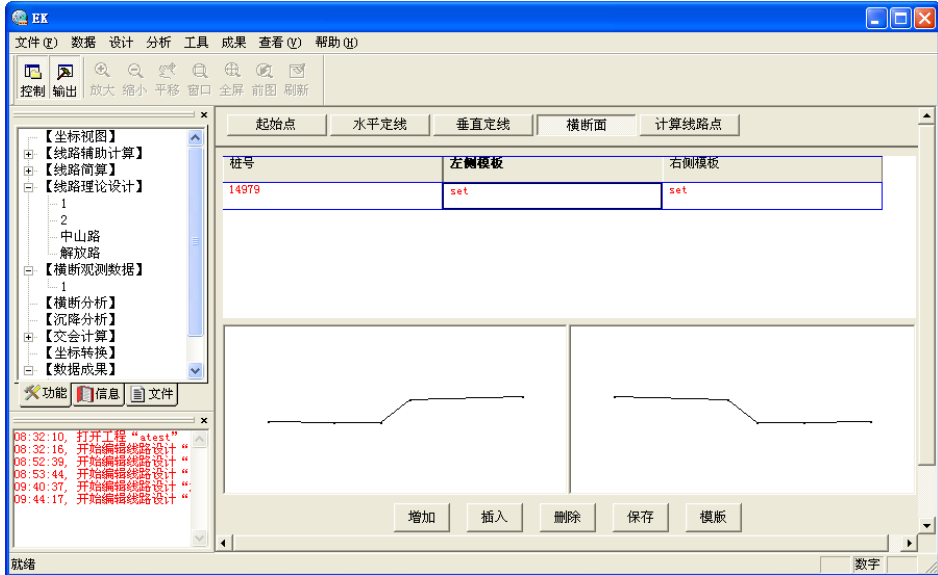 EK
文件(F) 数据 设计 分析 工具 成果 查看(V) 帮助(H)
控制 输出 放大 缩小 平移 窗口 全屏 前图 刷新
【坐标视图】
【线路辅助计算】
【线路简算】
【线路理论设计】
1
2
中山路
解放路
【横断观测数据】
1
【横断分析】
【沉降分析】
【交会计算】
【坐标转换】
【数据成果】
功能 信息 文件
08:32:10, 打开工程 “atest”
08:32:16, 开始编辑线路设计 “
08:52:39, 开始编辑线路设计 “
08:53:44, 开始编辑线路设计 “
09:40:37, 开始编辑线路设计 “
09:44:17, 开始编辑线路设计 “
起始点 水平定线 垂直定线 横断面 计算线路点
桩号 左侧模板 右侧模板
14979 set set
增加 插入 删除 保存 模版
就绪 数字